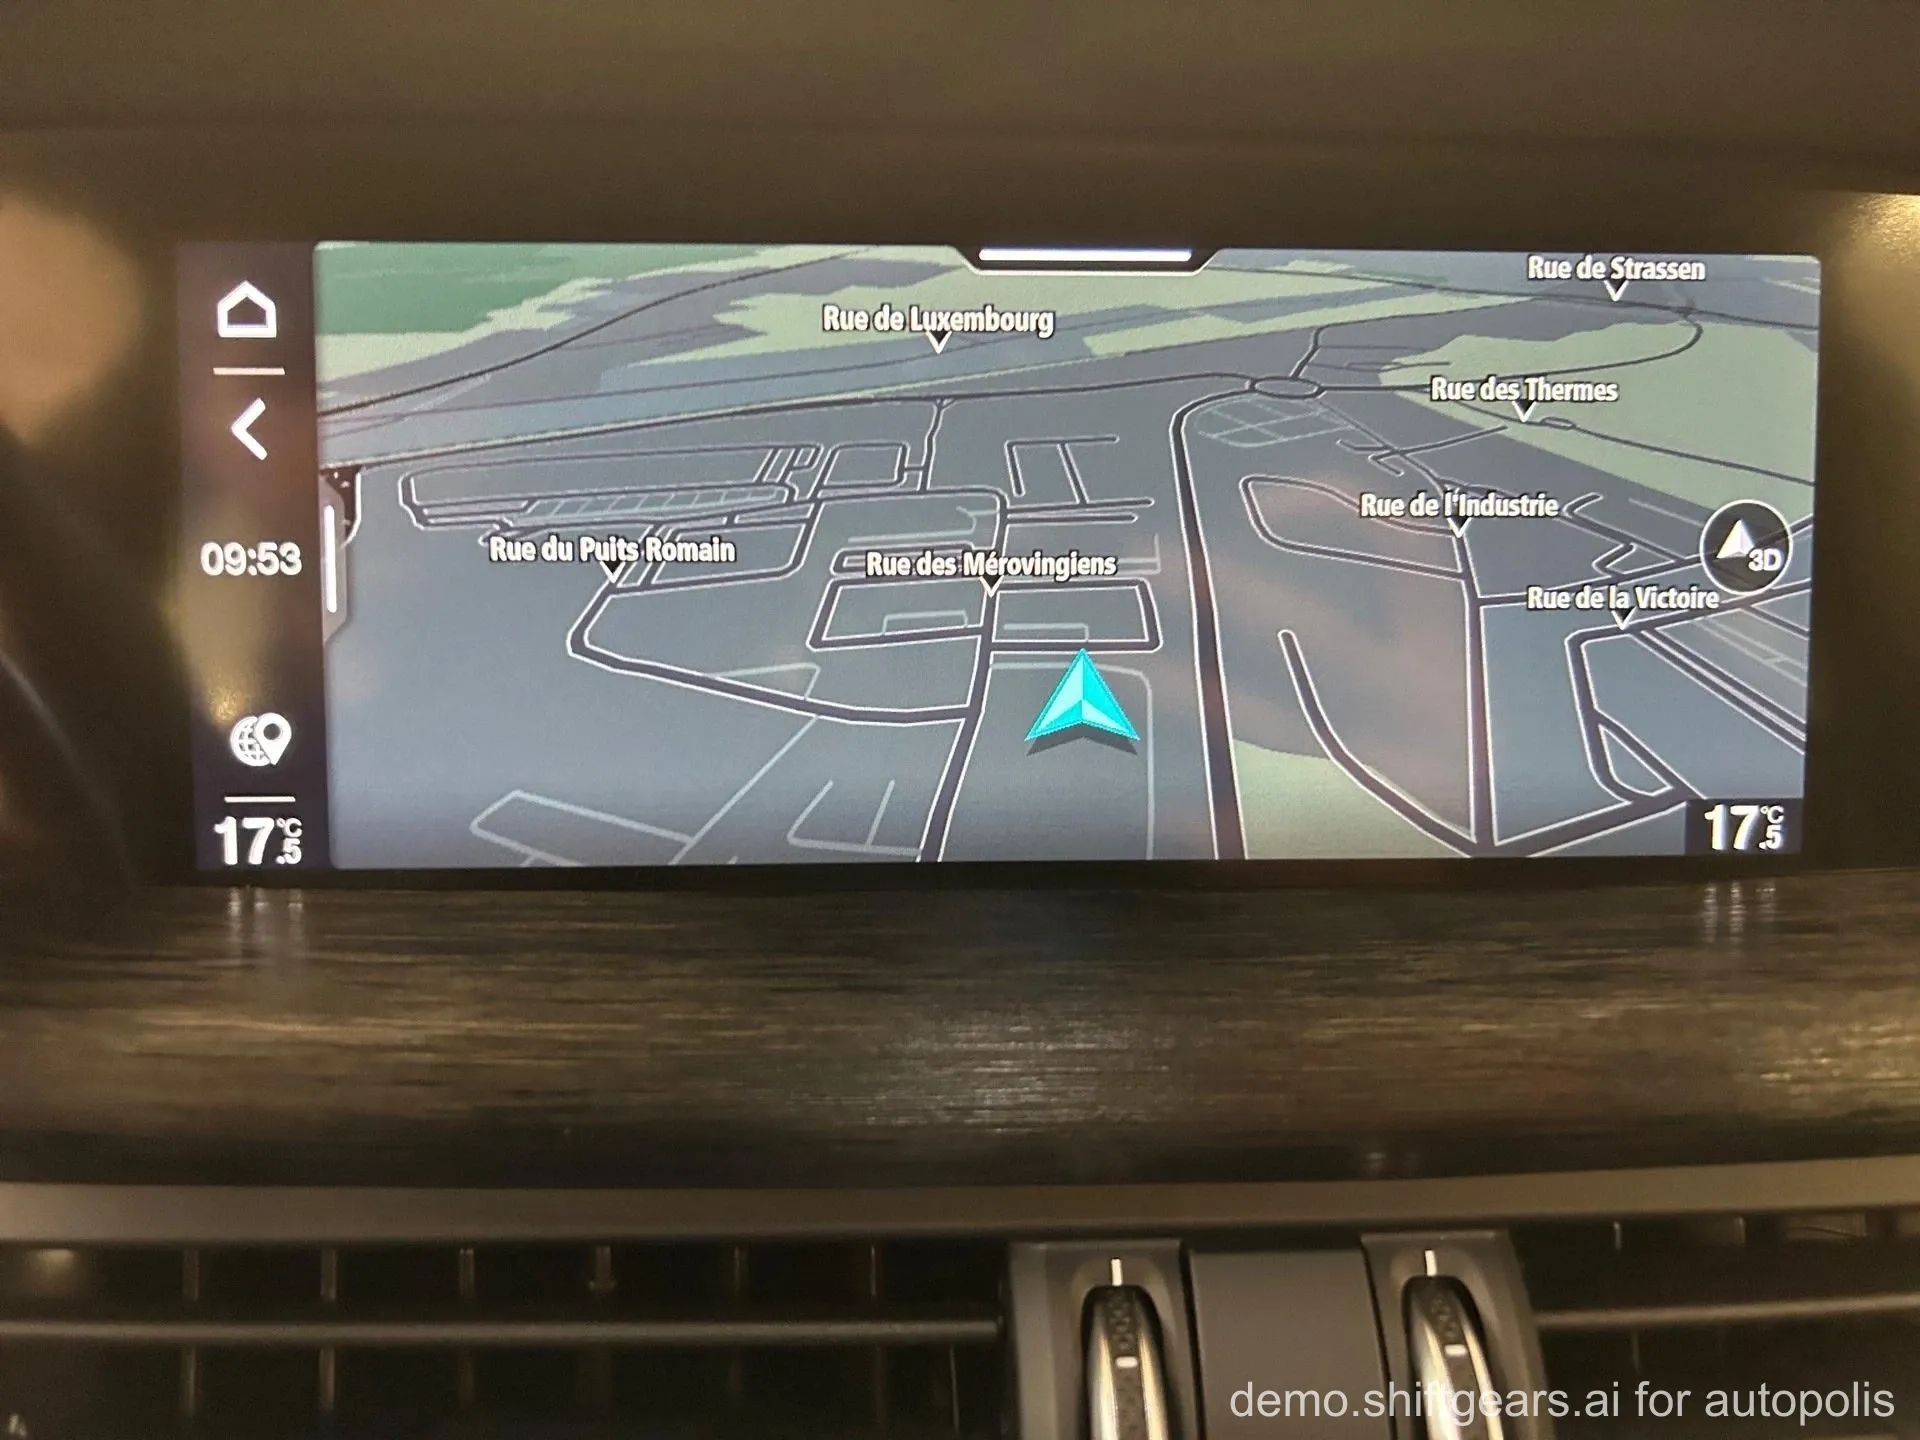 Rue de Strassen
Rue de Luxembourg
Rue des Thermes
Rue de l'Industrie
Rue du Puits Romain
Rue des Mérovingiens
3D
Rue de la Victoire
09:53
17.5°C
17.5°C
demo.shiftgears.ai for autopolis